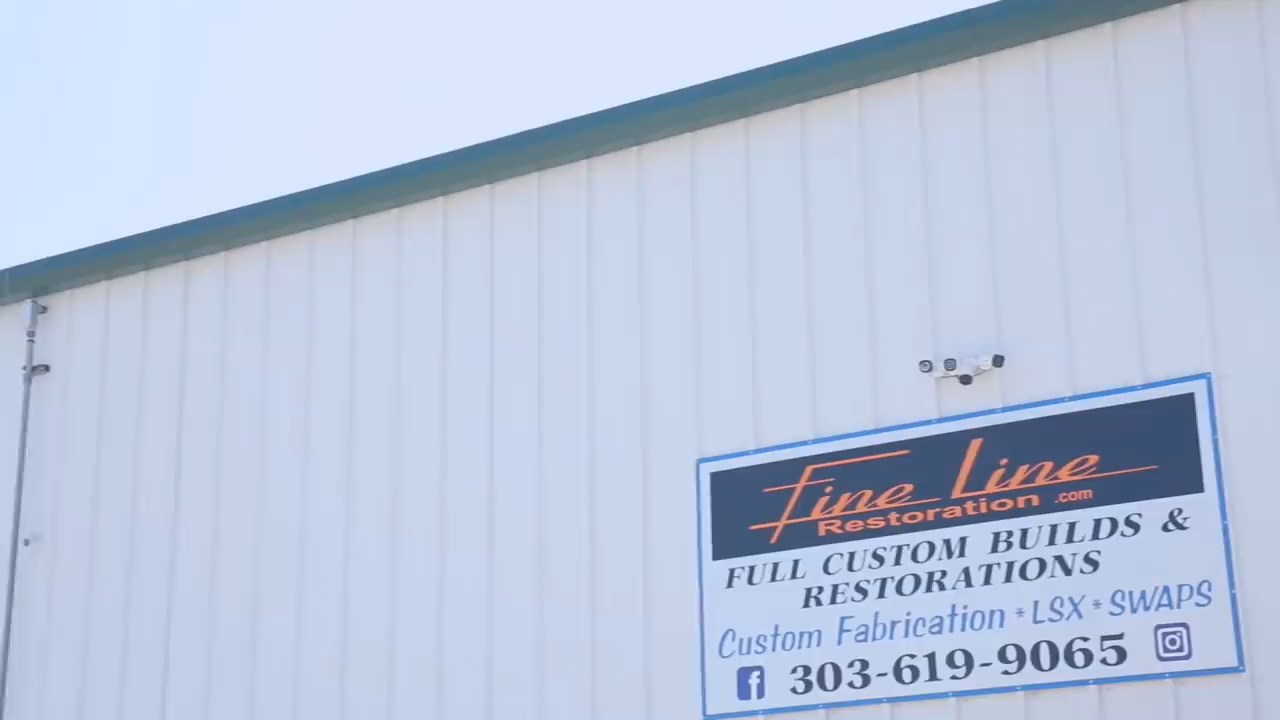 Fine Line
Restoration .com
FULL CUSTOM BUILDS &
RESTORATIONS
Custom Fabrication * LSX * SWAPS
303-619-9065